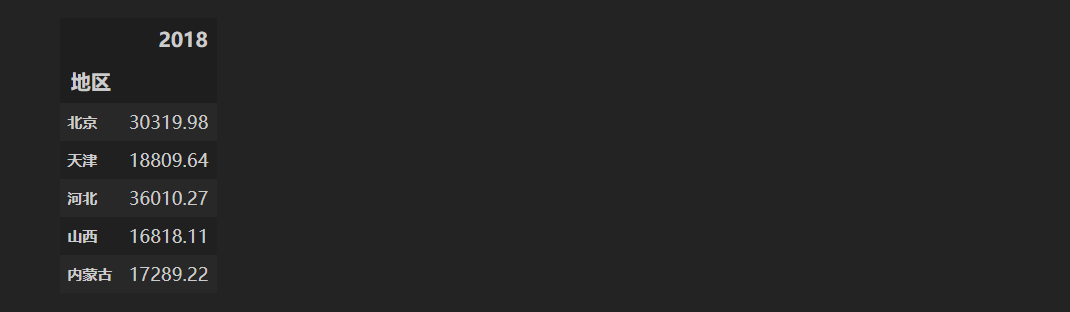 2018
地区
北京 30319.98
天津 18809.64
河北 36010.27
山西 16818.11
内蒙古 17289.22